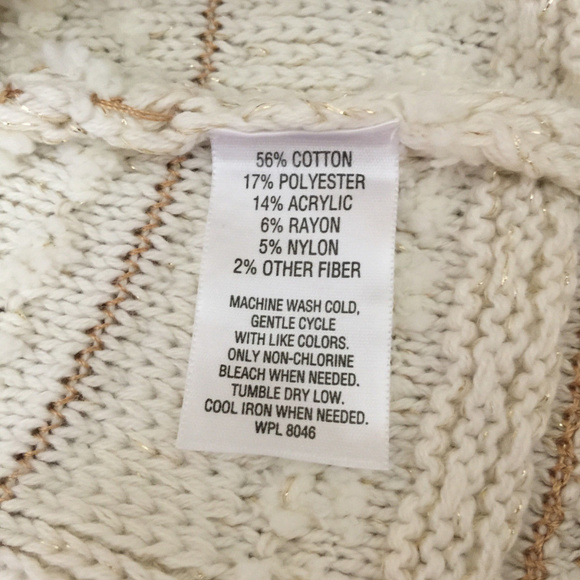 56% COTTON
17% POLYESTER
14% ACRYLIC
6% RAYON
5% NYLON
2% OTHER FIBER
MACHINE WASH COLD,
GENTLE CYCLE
WITH LIKE COLORS.
ONLY NON-CHLORINE
BLEACH WHEN NEEDED.
TUMBLE DRY LOW.
COOL IRON WHEN NEEDED.
WPL 8046